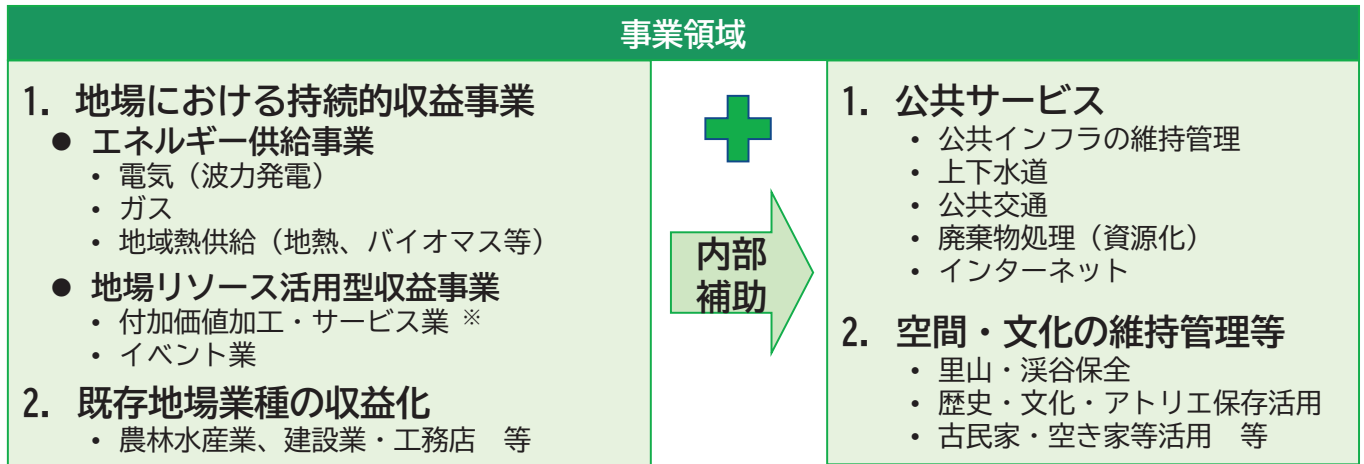 事業領域
1. 地場における持続的収益事業
● エネルギー供給事業
• 電気（波力発電）
• ガス
• 地域熱供給（地熱、バイオマス等）
● 地場リソース活用型収益事業
• 付加価値加工・サービス業 ※
• イベント業
2. 既存地場業種の収益化
• 農林水産業、建設業・工務店　等
内部
補助
1. 公共サービス
• 公共インフラの維持管理
• 上下水道
• 公共交通
• 廃棄物処理（資源化）
• インターネット
2. 空間・文化の維持管理等
• 里山・渓谷保全
• 歴史・文化・アトリエ保存活用
• 古民家・空き家等活用　等